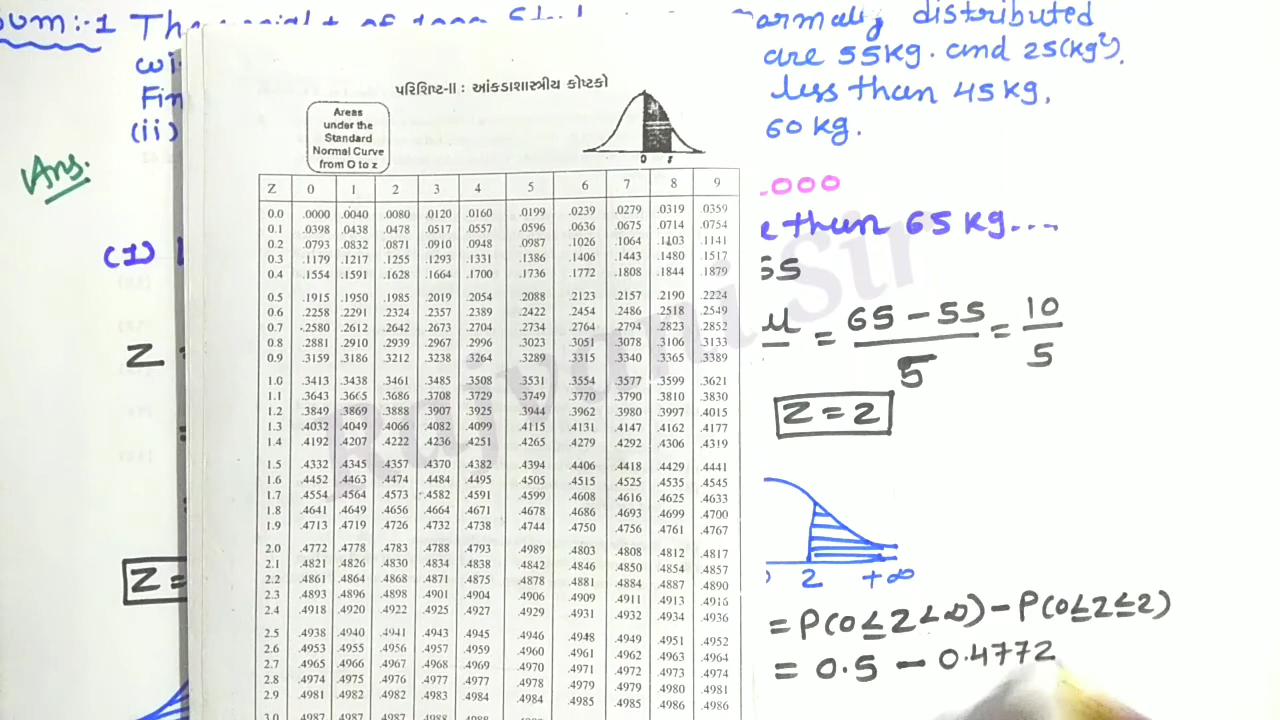 Sum:-1 The of 1000 normally distributed
are 55 kg. and 25(kg²).
less than 45 kg,
(ii) 60 kg.
Ans.
.000
(1) than 65 kg...
Z
μ = 65 - 55 / 5 = 10 / 5
Z = 2
Z =
2 +∞
= P(0≤Z<∞) - P(0≤Z≤2)
= 0.5 - 0.4772
પરિશિષ્ટ-II : આંકડાશાસ્ત્રીય કોષ્ટકો
Areas
under the
Standard
Normal Curve
from O to z
0 z
Z 0 1 2 3 4 5 6 7 8 9
0.0 .0000 .0040 .0080 .0120 .0160 .0199 .0239 .0279 .0319 .0359
0.1 .0398 .0438 .0478 .0517 .0557 .0596 .0636 .0675 .0714 .0754
0.2 .0793 .0832 .0871 .0910 .0948 .0987 .1026 .1064 .1103 .1141
0.3 .1179 .1217 .1255 .1293 .1331 .1386 .1406 .1443 .1480 .1517
0.4 .1554 .1591 .1628 .1664 .1700 .1736 .1772 .1808 .1844 .1879
0.5 .1915 .1950 .1985 .2019 .2054 .2088 .2123 .2157 .2190 .2224
0.6 .2258 .2291 .2324 .2357 .2389 .2422 .2454 .2486 .2518 .2549
0.7 .2580 .2612 .2642 .2673 .2704 .2734 .2764 .2794 .2823 .2852
0.8 .2881 .2910 .2939 .2967 .2996 .3023 .3051 .3078 .3106 .3133
0.9 .3159 .3186 .3212 .3238 .3264 .3289 .3315 .3340 .3365 .3389
1.0 .3413 .3438 .3461 .3485 .3508 .3531 .3554 .3577 .3599 .3621
1.1 .3643 .3665 .3686 .3708 .3729 .3749 .3770 .3790 .3810 .3830
1.2 .3849 .3869 .3888 .3907 .3925 .3944 .3962 .3980 .3997 .4015
1.3 .4032 .4049 .4066 .4082 .4099 .4115 .4131 .4147 .4162 .4177
1.4 .4192 .4207 .4222 .4236 .4251 .4265 .4279 .4292 .4306 .4319
1.5 .4332 .4345 .4357 .4370 .4382 .4394 .4406 .4418 .4429 .4441
1.6 .4452 .4463 .4474 .4484 .4495 .4505 .4515 .4525 .4535 .4545
1.7 .4554 .4564 .4573 .4582 .4591 .4599 .4608 .4616 .4625 .4633
1.8 .4641 .4649 .4656 .4664 .4671 .4678 .4686 .4693 .4699 .4700
1.9 .4713 .4719 .4726 .4732 .4738 .4744 .4750 .4756 .4761 .4767
2.0 .4772 .4778 .4783 .4788 .4793 .4989 .4803 .4808 .4812 .4817
2.1 .4821 .4826 .4830 .4834 .4838 .4842 .4846 .4850 .4854 .4857
2.2 .4861 .4864 .4868 .4871 .4875 .4878 .4881 .4884 .4887 .4890
2.3 .4893 .4896 .4898 .4901 .4904 .4906 .4909 .4911 .4913 .4916
2.4 .4918 .4920 .4922 .4925 .4927 .4929 .4931 .4932 .4934 .4936
2.5 .4938 .4940 .4941 .4943 .4945 .4946 .4948 .4949 .4951 .4952
2.6 .4953 .4955 .4956 .4957 .4959 .4960 .4961 .4962 .4963 .4964
2.7 .4965 .4966 .4967 .4968 .4969 .4970 .4971 .4972 .4973 .4974
2.8 .4974 .4975 .4976 .4977 .4977 .4978 .4979 .4979 .4980 .4981
2.9 .4981 .4982 .4982 .4983 .4984 .4984 .4985 .4985 .4986 .4986
3.0 .4987 .4987 .4987 .4988
Rajvani Sir